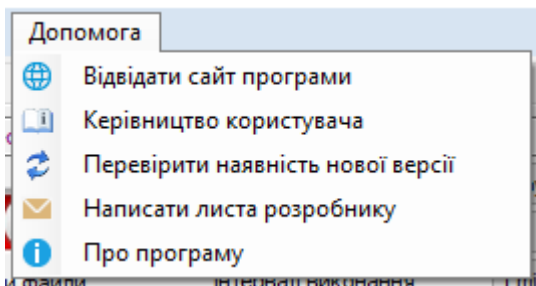 Допомога
Відвідати сайт програми
Керівництво користувача
Перевірити наявність нової версії
Написати листа розробнику
Про програму